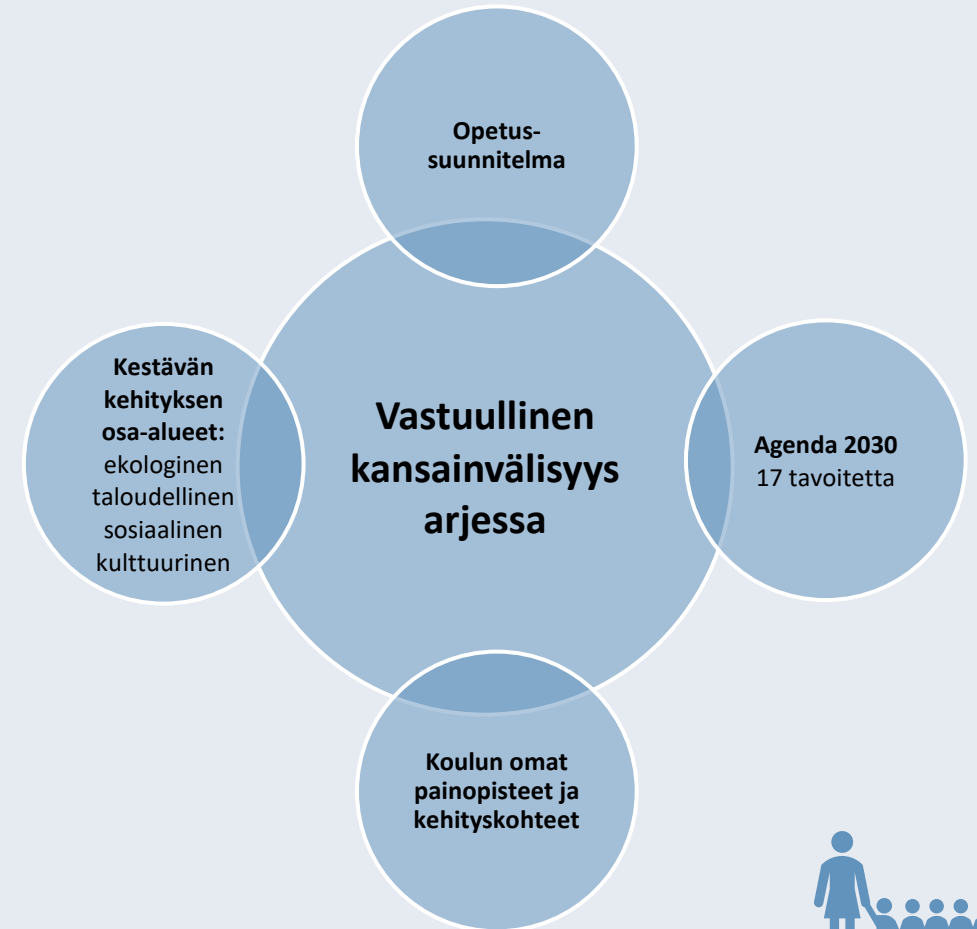 Opetus-
suunnitelma
Kestävän
kehityksen
osa-alueet:
ekologinen
taloudellinen
sosiaalinen
kulttuurinen
Vastuullinen
kansainvälisyys
arjessa
Agenda 2030
17 tavoitetta
Koulun omat
painopisteet ja
kehityskohteet